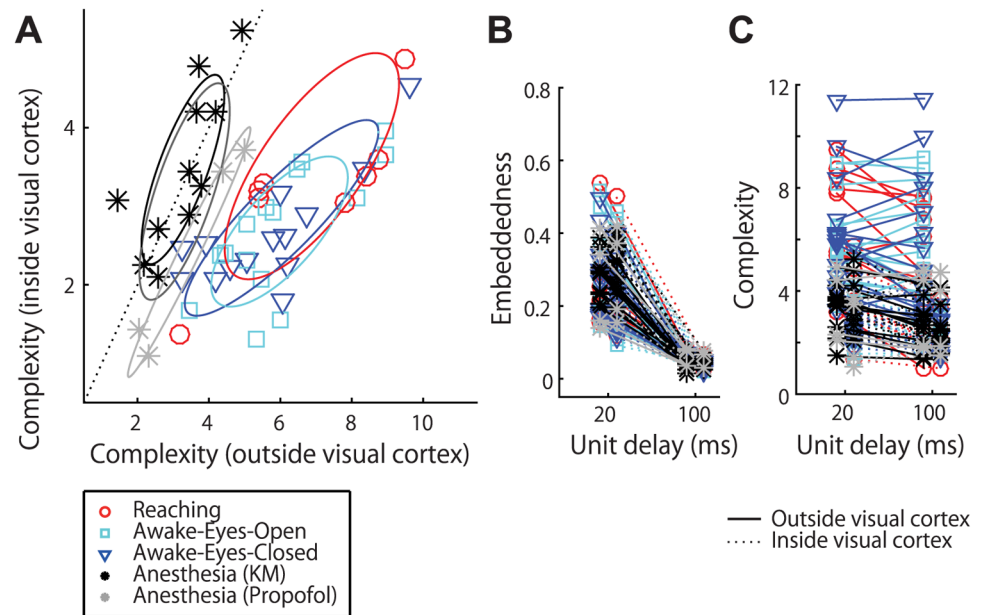 A
Complexity (inside visual cortex)
4
2
2
4
6
8
10
Complexity (outside visual cortex)
B
Embeddedness
0.8
0.6
0.4
0.2
0
20
100
Unit delay (ms)
C
Complexity
12
8
4
0
20
100
Unit delay (ms)
Reaching
Awake-Eyes-Open
Awake-Eyes-Closed
Anesthesia (KM)
Anesthesia (Propofol)
Outside visual cortex
Inside visual cortex